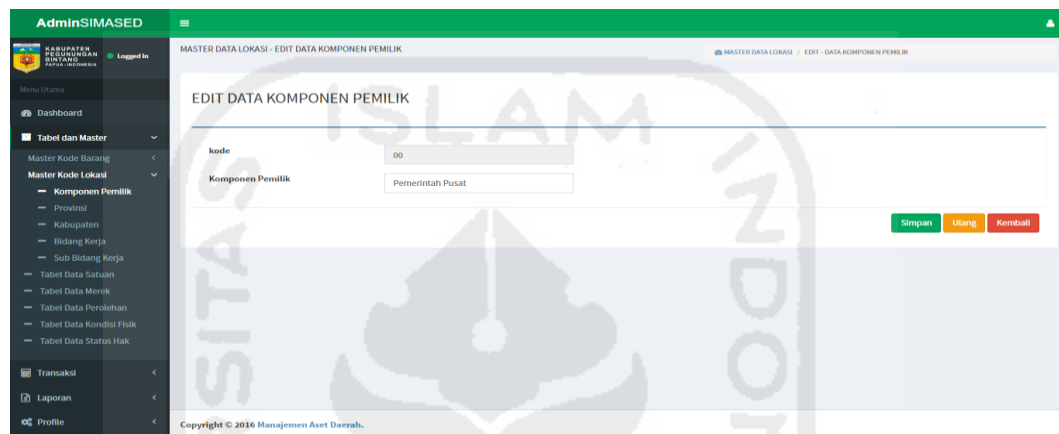 AdminSIMASED
KABUPATEN
PEGUNUNGAN
BINTANG
PAPUA - INDONESIA
Logged In
MASTER DATA LOKASI - EDIT DATA KOMPONEN PEMILIK
MASTER DATA LOKASI / EDIT - DATA KOMPONEN PEMILIK
Menu Utama
Dashboard
Tabel dan Master
Master Kode Barang
Master Kode Lokasi
Komponen Pemilik
Provinsi
Kabupaten
Bidang Kerja
Sub Bidang Kerja
Tabel Data Satuan
Tabel Data Merek
Tabel Data Perolehan
Tabel Data Kondisi Fisik
Tabel Data Status Hak
Transaksi
Laporan
Profile
EDIT DATA KOMPONEN PEMILIK
kode
00
Komponen Pemilik
Pemerintah Pusat
Simpan Ulang Kembali
Copyright © 2016 Manajemen Aset Daerah.
ISLAM
SITAS
INDON